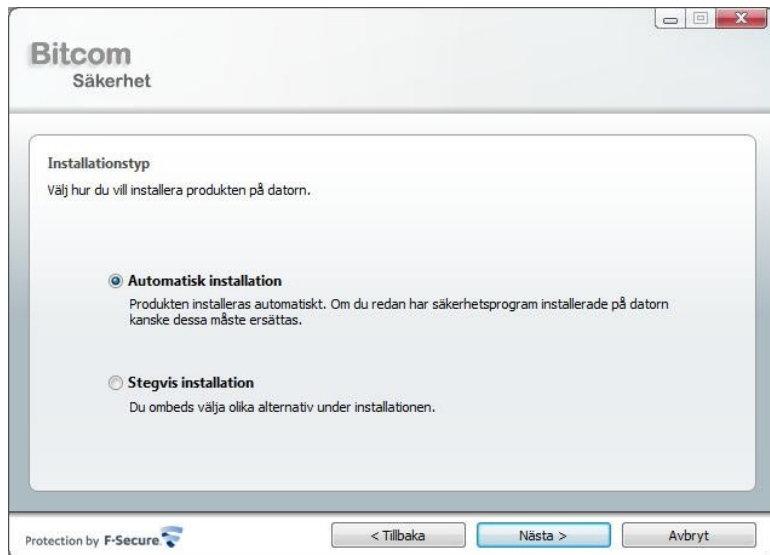 Bitcom
Säkerhet
Installationstyp
Välj hur du vill installera produkten på datorn.
Automatisk installation
Produkten installeras automatiskt. Om du redan har säkerhetsprogram installerade på datorn
kanske dessa måste ersättas.
Stegvis installation
Du ombeds välja olika alternativ under installationen.
Protection by F-Secure. < Tillbaka Nästa > Avbryt